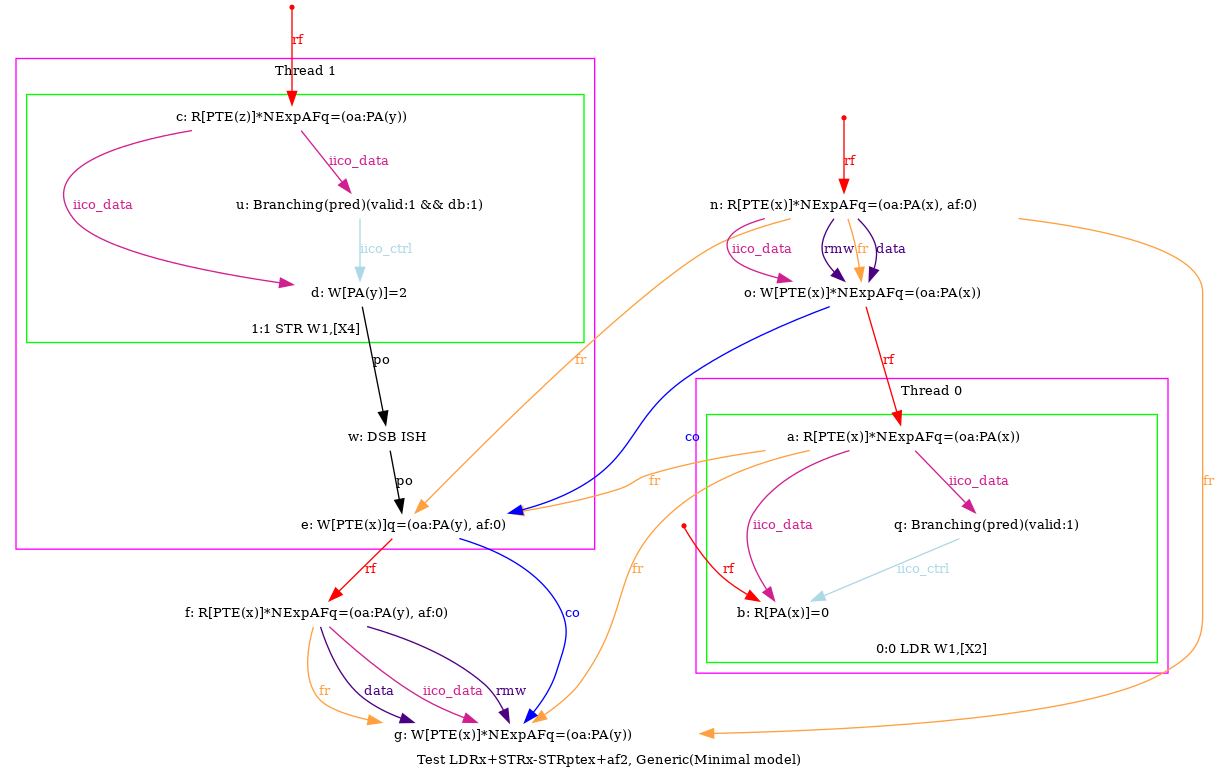 rf
Thread 1
c: R[PTE(z)]*NExpAFq=(oa:PA(y))
rf
iico_data
u: Branching(pred)(valid:1 && db:1)
n: R[PTE(x)]*NExpAFq=(oa:PA(x), af:0)
iico_data
iico_ctrl
iico_data
rmw
fr
data
d: W[PA(y)]=2
o: W[PTE(x)]*NExpAFq=(oa:PA(x))
1:1 STR W1,[X4]
po
fr
rf
Thread 0
w: DSB ISH
co
a: R[PTE(x)]*NExpAFq=(oa:PA(x))
po
fr
iico_data
fr
e: W[PTE(x)]q=(oa:PA(y), af:0)
iico_data
q: Branching(pred)(valid:1)
rf
fr
rf
iico_ctrl
f: R[PTE(x)]*NExpAFq=(oa:PA(y), af:0)
co
b: R[PA(x)]=0
0:0 LDR W1,[X2]
fr
data
iico_data
rmw
g: W[PTE(x)]*NExpAFq=(oa:PA(y))
Test LDRx+STRx-STRptex+af2, Generic(Minimal model)